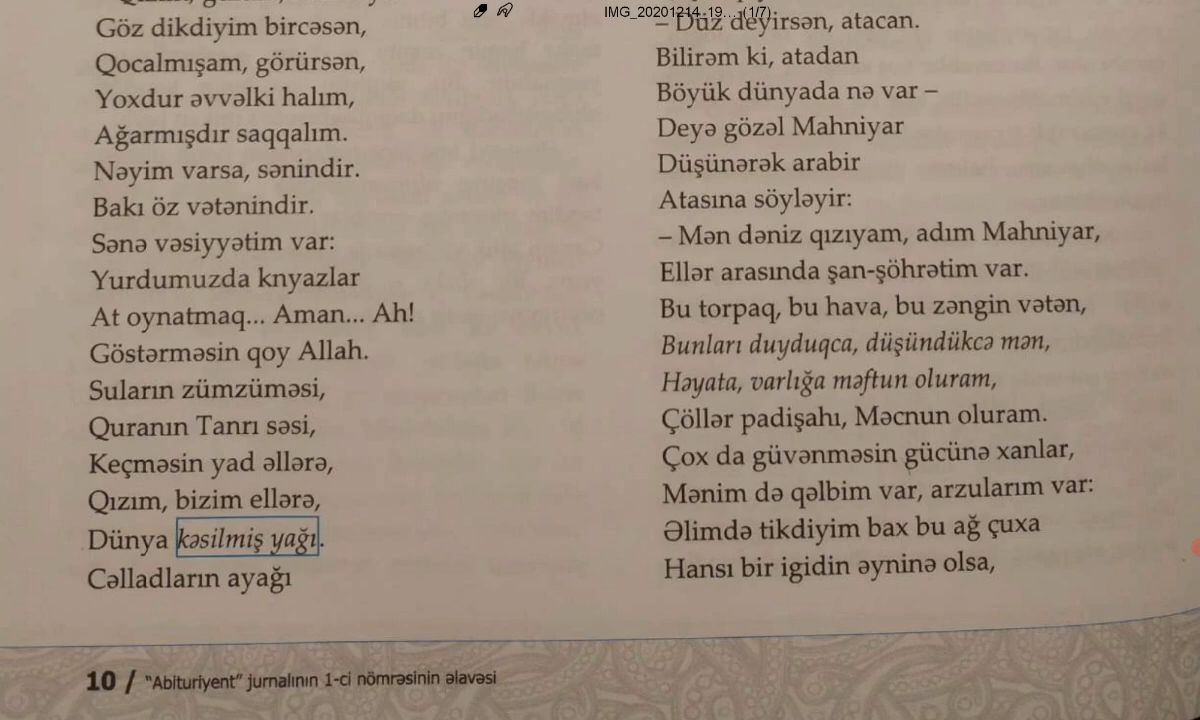 IMG_20201214_19... (1/7)
Göz dikdiyim bircəsən,
Qocalmışam, görürsən,
Yoxdur əvvəlki halım,
Ağarmışdır saqqalım.
Nəyim varsa, sənindir.
Bakı öz vətənindir.
Sənə vəsiyyətim var:
Yurdumuzda knyazlar
At oynatmaq... Aman... Ah!
Göstərməsin qoy Allah.
Suların zümzüməsi,
Quranın Tanrı səsi,
Keçməsin yad əllərə,
Qızım, bizim ellərə,
Dünya kəsilmiş yağı.
Cəlladların ayağı
– Düz deyirsən, atacan.
Bilirəm ki, atadan
Böyük dünyada nə var –
Deyə gözəl Mahniyar
Düşünərək arabir
Atasına söyləyir:
– Mən dəniz qızıyam, adım Mahniyar,
Ellər arasında şan-şöhrətim var.
Bu torpaq, bu hava, bu zəngin vətən,
Bunları duyduqca, düşündükcə mən,
Həyata, varlığa məftun oluram,
Çöllər padişahı, Məcnun oluram.
Çox da güvənməsin gücünə xanlar,
Mənim də qəlbim var, arzularım var:
Əlimdə tikdiyim bax bu ağ çuxa
Hansı bir igidin əyninə olsa,
10 / "Abituriyent" jurnalının 1-ci nömrəsinin əlavəsi